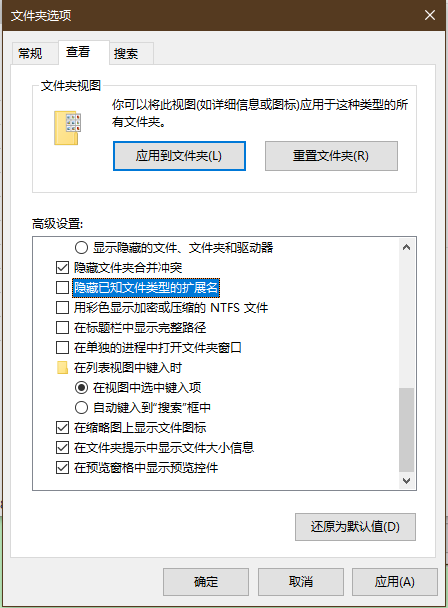 文件夹选项
常规
查看
搜索
文件夹视图
你可以将此视图(如详细信息或图标)应用于这种类型的所
有文件夹。
应用到文件夹(L)
重置文件夹(R)
高级设置:
显示隐藏的文件、文件夹和驱动器
隐藏文件夹合并冲突
隐藏已知文件类型的扩展名
用彩色显示加密或压缩的 NTFS 文件
在标题栏中显示完整路径
在单独的进程中打开文件夹窗口
在列表视图中键入时
在视图中选中键入项
自动键入到“搜索”框中
在缩略图上显示文件图标
在文件夹提示中显示文件大小信息
在预览窗格中显示预览控件
还原为默认值(D)
确定
取消
应用(A)